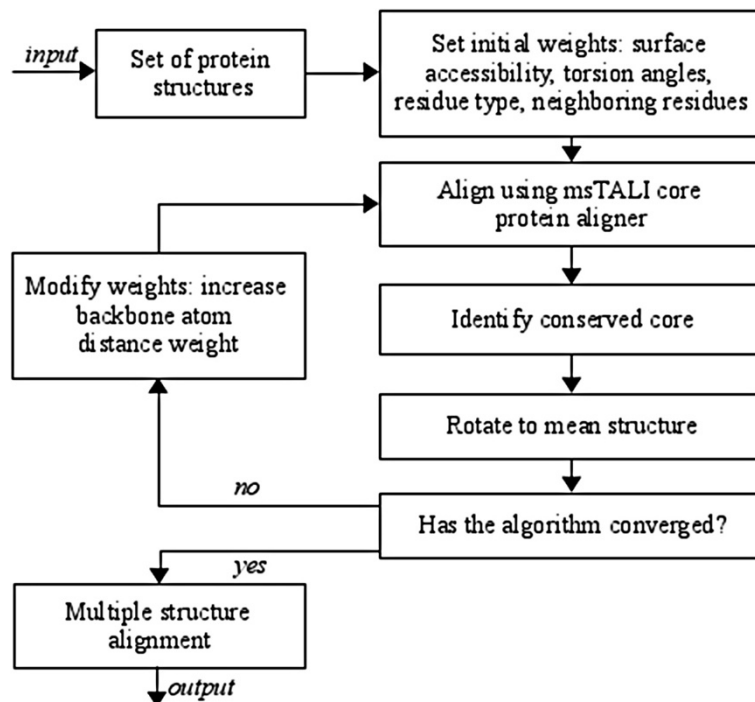 input
Set of protein
structures
Set initial weights: surface
accessibility, torsion angles,
residue type, neighboring residues
Align using msTALI core
protein aligner
Modify weights: increase
backbone atom
distance weight
Identify conserved core
Rotate to mean structure
no
Has the algorithm converged?
yes
Multiple structure
alignment
output